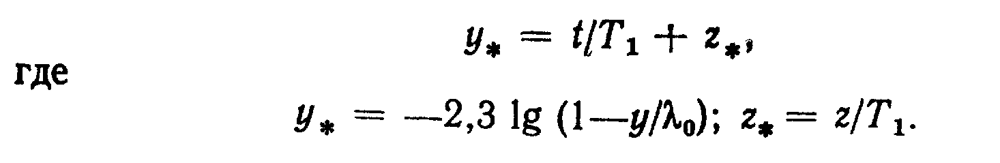 y* = t/T₁ + z*,
где
y* = —2,3 lg (1—y/λ₀); z* = z/T₁.